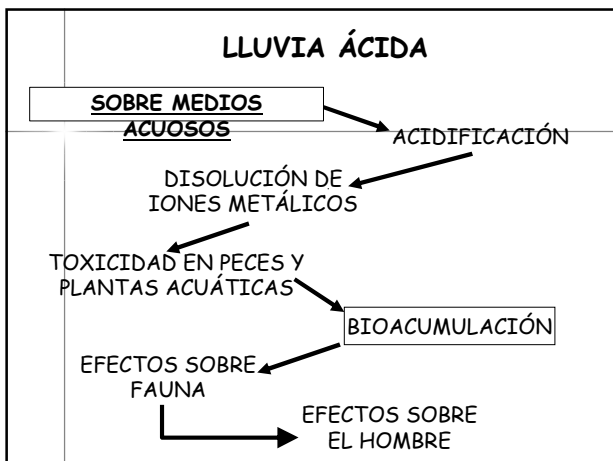 LLUVIA ÁCIDA
SOBRE MEDIOS
ACUOSOS
ACIDIFICACIÓN
DISOLUCIÓN DE
IONES METÁLICOS
TOXICIDAD EN PECES Y
PLANTAS ACUÁTICAS
BIOACUMULACIÓN
EFECTOS SOBRE
FAUNA
EFECTOS SOBRE
EL HOMBRE